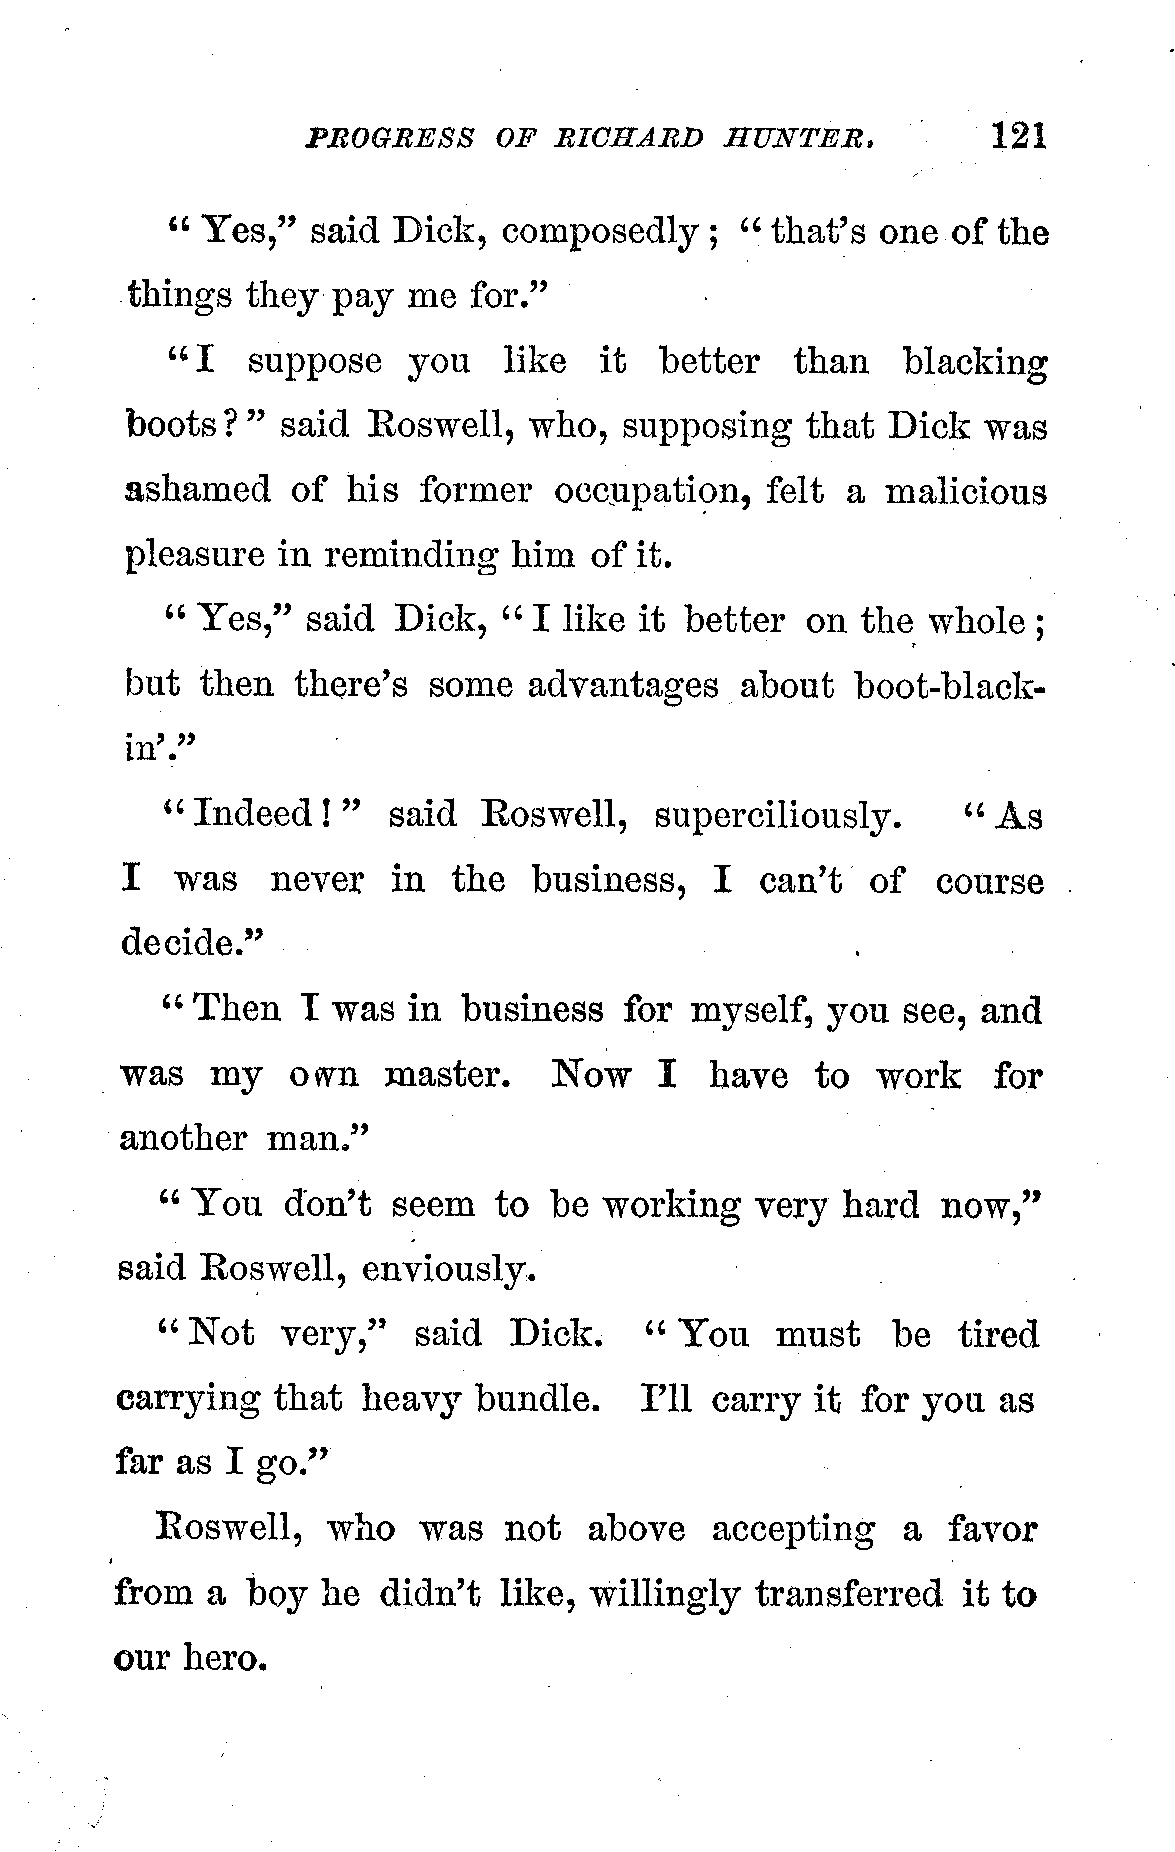 PROGRESS OF RICHARD HUNTER. 121
“Yes,” said Dick, composedly; “that’s one of the
things they pay me for.”
“I suppose you like it better than blacking
boots?” said Roswell, who, supposing that Dick was
ashamed of his former occupation, felt a malicious
pleasure in reminding him of it.
“Yes,” said Dick, “I like it better on the whole;
but then there’s some advantages about boot-black-
in’.”
“Indeed!” said Roswell, superciliously. “As
I was never in the business, I can’t of course
decide.”
“Then I was in business for myself, you see, and
was my own master. Now I have to work for
another man.”
“You don’t seem to be working very hard now,”
said Roswell, enviously.
“Not very,” said Dick. “You must be tired
carrying that heavy bundle. I’ll carry it for you as
far as I go.”
Roswell, who was not above accepting a favor
from a boy he didn’t like, willingly transferred it to
our hero.